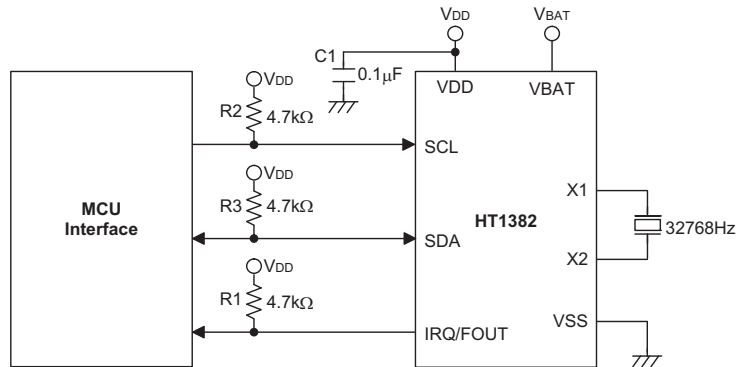 VDD
VBAT
C1
0.1μF
VDD
VBAT
VDD
R2
4.7kΩ
SCL
VDD
R3
4.7kΩ
SDA
VDD
R1
4.7kΩ
IRQ/FOUT
MCU
Interface
HT1382
X1
X2
32768Hz
VSS